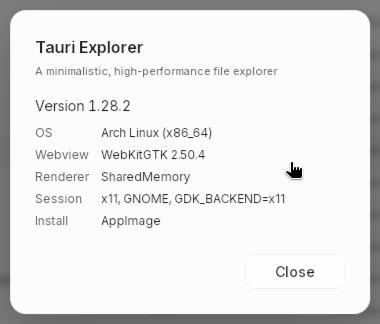 Tauri Explorer
A minimalistic, high-performance file explorer
Version 1.28.2
OS Arch Linux (x86_64)
Webview WebKitGTK 2.50.4
Renderer SharedMemory
Session x11, GNOME, GDK_BACKEND=x11
Install AppImage
Close